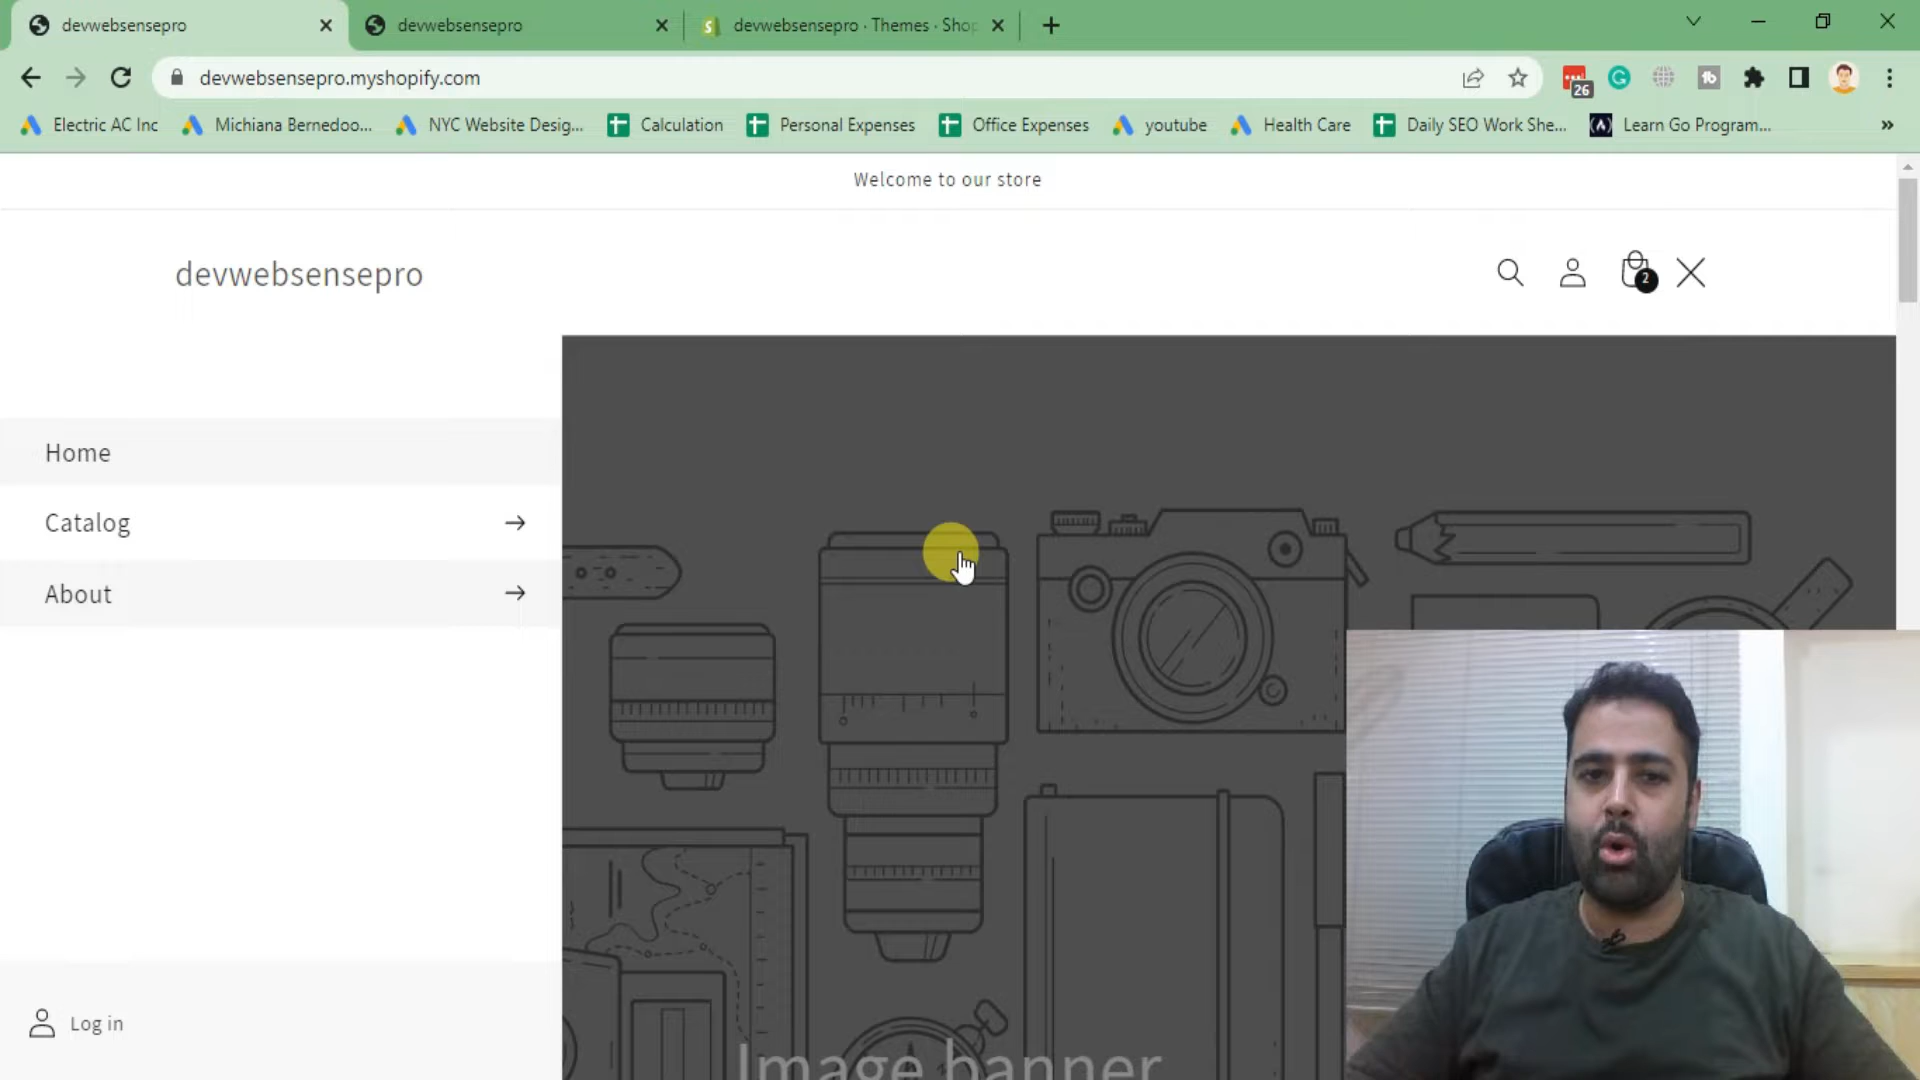 devwebsensepro
devwebsensepro
devwebsensepro · Themes · Shop
devwebsensepro.myshopify.com
26
Electric AC Inc
Michiana Bernedoo...
NYC Website Desig...
Calculation
Personal Expenses
Office Expenses
youtube
Health Care
Daily SEO Work She...
Learn Go Program...
Welcome to our store
devwebsensepro
2
Home
Catalog
About
Log in
Image banner